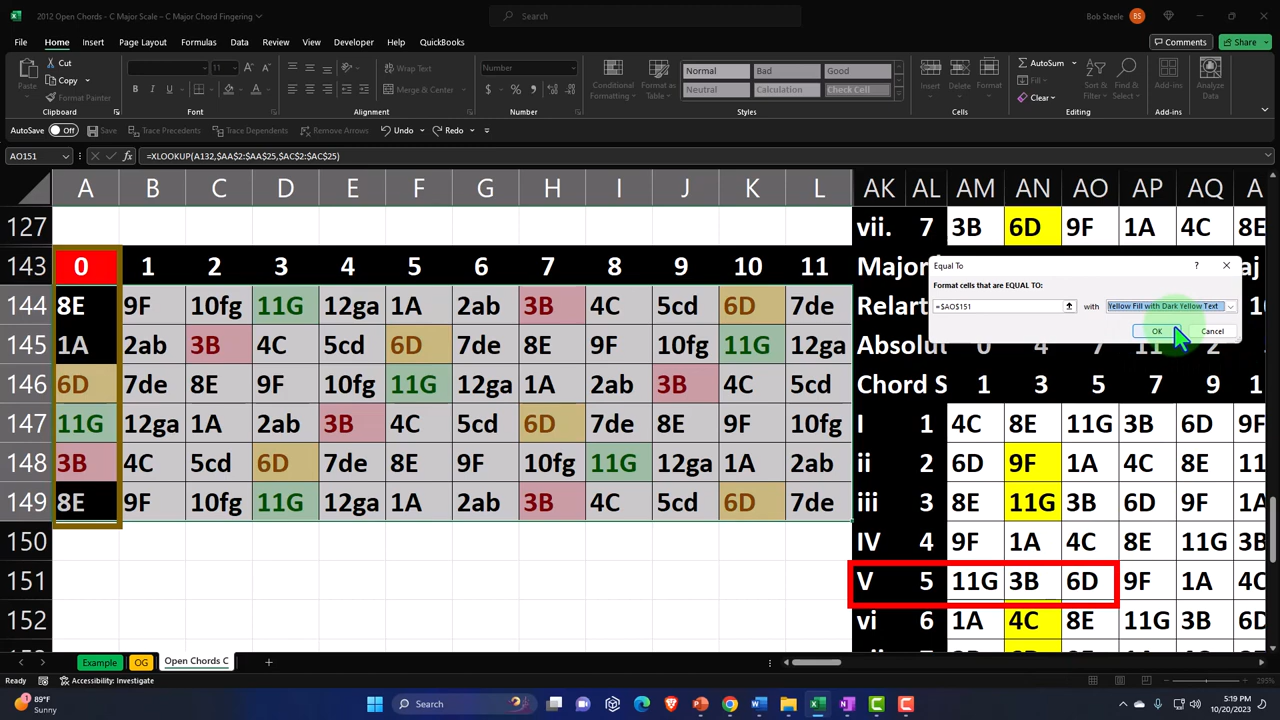 2012 Open Chords - C Major Scale – C Major Chord Fingering
Search
Bob Steele BS
File Home Insert Page Layout Formulas Data Review View Developer Automate Help QuickBooks
Comments Share
Paste Cut Copy Format Painter
Clipboard
11
Font
Wrap Text
Merge & Center
Alignment
Number
Number
Conditional Formatting Format as Table
Normal Bad Good
Neutral Calculation Check Cell
Styles
Insert Delete Format
Cells
AutoSum Fill Clear
Sort & Filter Find & Select
Editing
Add-ins
Add-ins
Analyze Data
AutoSave Off Save Trace Precedents Trace Dependents Remove Arrows Undo Redo
AO151 fx =XLOOKUP(A132,$AA$2:$AA$25,$AC$2:$AC$25)
A B C D E F G H I J K L AK AL AM AN AO AP AQ A
127 vii. 7 3B 6D 9F 1A 4C 8E
143 0 1 2 3 4 5 6 7 8 9 10 11 Major aj
144 8E 9F 10fg 11G 12ga 1A 2ab 3B 4C 5cd 6D 7de Relart 10
145 1A 2ab 3B 4C 5cd 6D 7de 8E 9F 10fg 11G 12ga Absolut 0 4 7 11 2
146 6D 7de 8E 9F 10fg 11G 12ga 1A 2ab 3B 4C 5cd Chord S 1 3 5 7 9 1
147 11G 12ga 1A 2ab 3B 4C 5cd 6D 7de 8E 9F 10fg I 1 4C 8E 11G 3B 6D 9F
148 3B 4C 5cd 6D 7de 8E 9F 10fg 11G 12ga 1A 2ab ii 2 6D 9F 1A 4C 8E 11
149 8E 9F 10fg 11G 12ga 1A 2ab 3B 4C 5cd 6D 7de iii 3 8E 11G 3B 6D 9F 1A
150 IV 4 9F 1A 4C 8E 11G 3B
151 V 5 11G 3B 6D 9F 1A 4C
152 vi 6 1A 4C 8E 11G 3B 6D
Equal To ?
Format cells that are EQUAL TO:
=$AO$151 with Yellow Fill with Dark Yellow Text
OK Cancel
Example OG Open Chords C
Ready Accessibility: Investigate 295%
89°F
Sunny
Search
5:19 PM
10/20/2023